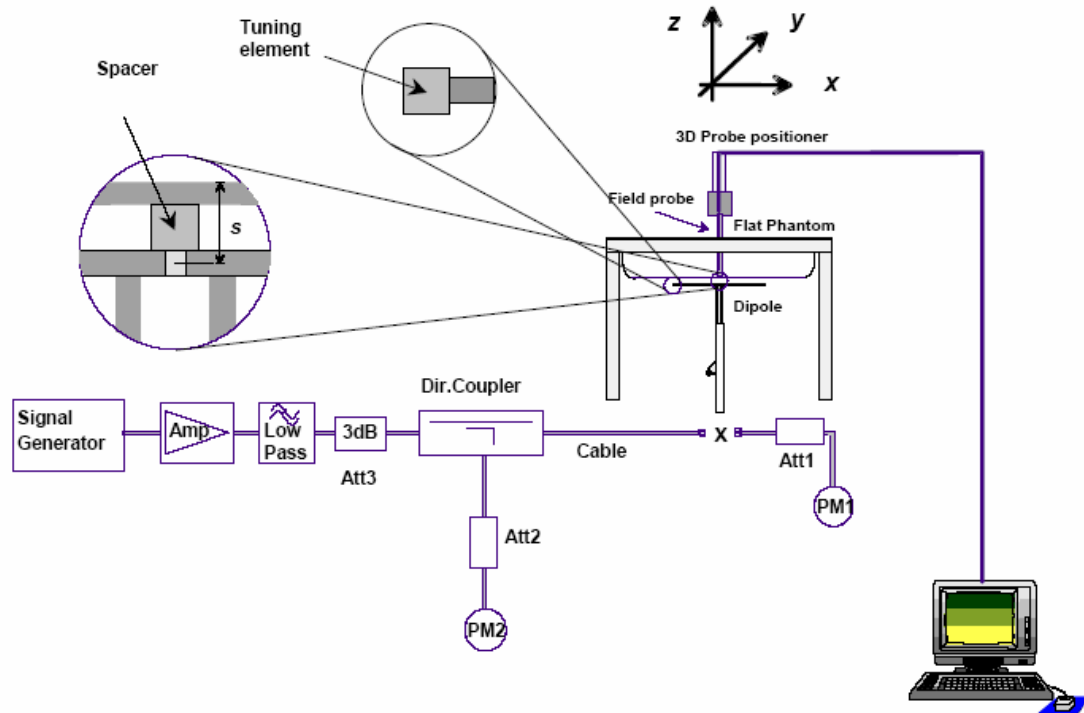 Tuning
element
Spacer
s
z
y
x
3D Probe positioner
Field probe
Flat Phantom
Dipole
Dir.Coupler
Signal
Generator
Amp
Low
Pass
3dB
Att3
Cable
X
Att1
PM1
Att2
PM2